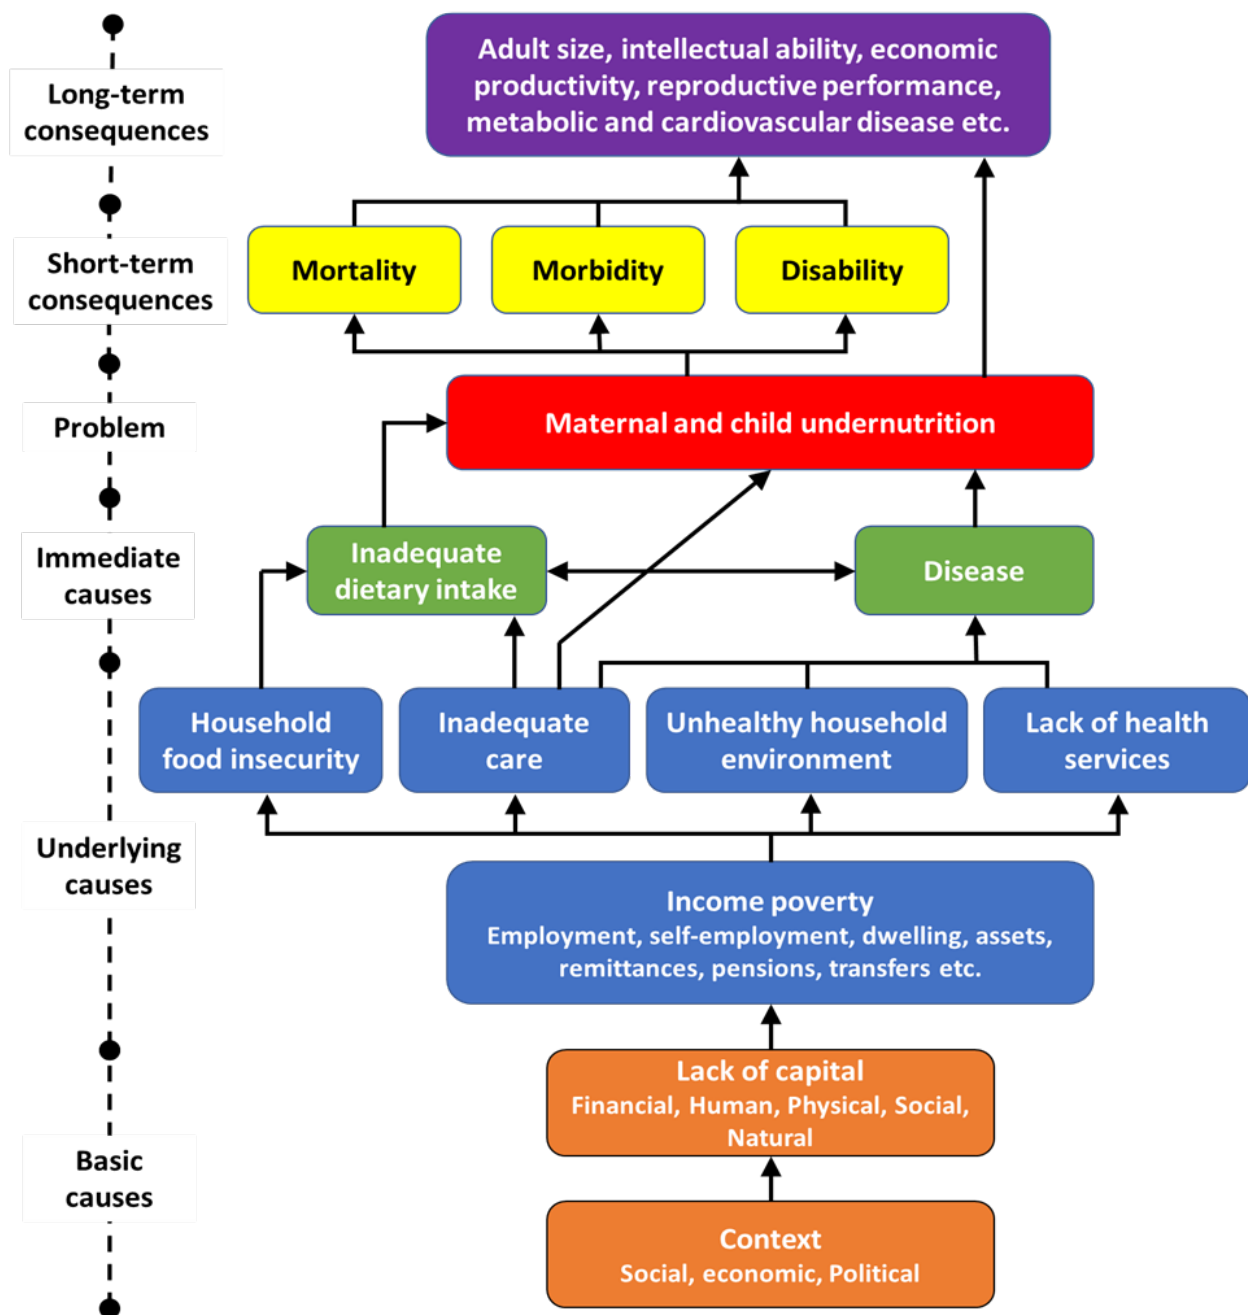 Long-term
consequences
Adult size, intellectual ability, economic
productivity, reproductive performance,
metabolic and cardiovascular disease etc.
Short-term
consequences
Mortality
Morbidity
Disability
Problem
Maternal and child undernutrition
Immediate
causes
Inadequate
dietary intake
Disease
Household
food insecurity
Inadequate
care
Unhealthy household
environment
Lack of health
services
Underlying
causes
Income poverty
Employment, self-employment, dwelling, assets,
remittances, pensions, transfers etc.
Basic
causes
Lack of capital
Financial, Human, Physical, Social,
Natural
Context
Social, economic, Political